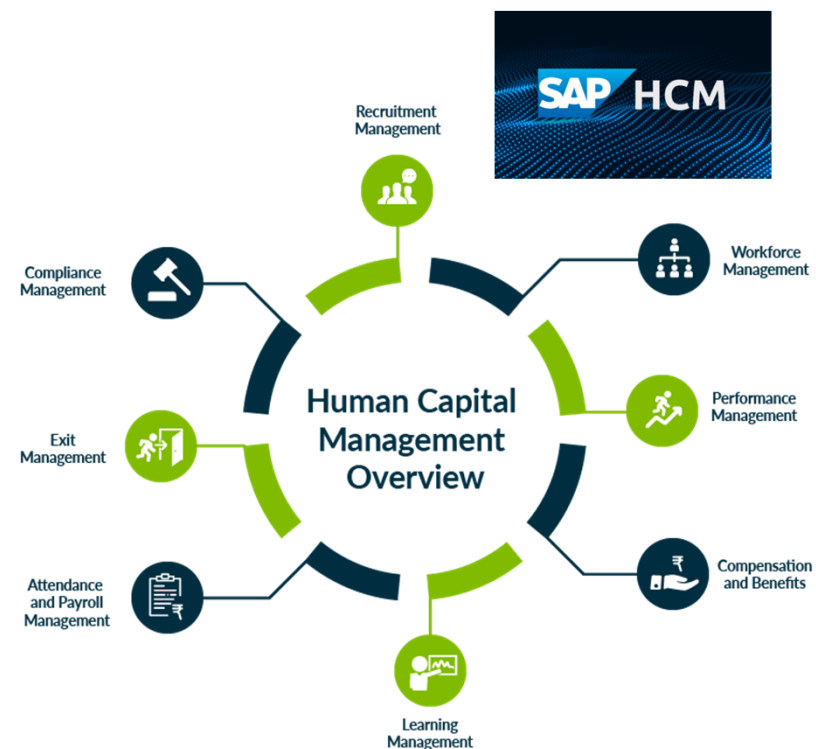 SAP HCM
Recruitment
Management
Workforce
Management
Performance
Management
Compensation
and Benefits
Learning
Management
Attendance
and Payroll
Management
Exit
Management
Compliance
Management
Human Capital
Management
Overview
₹
₹